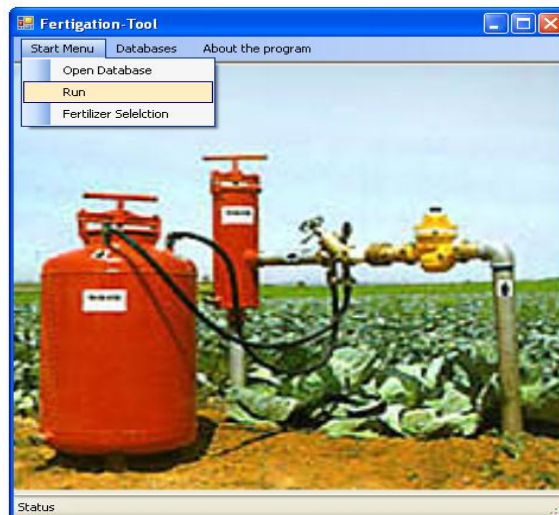 Fertigation-Tool
Start Menu Databases About the program
Open Database
Run
Fertilizer Selelction
Status